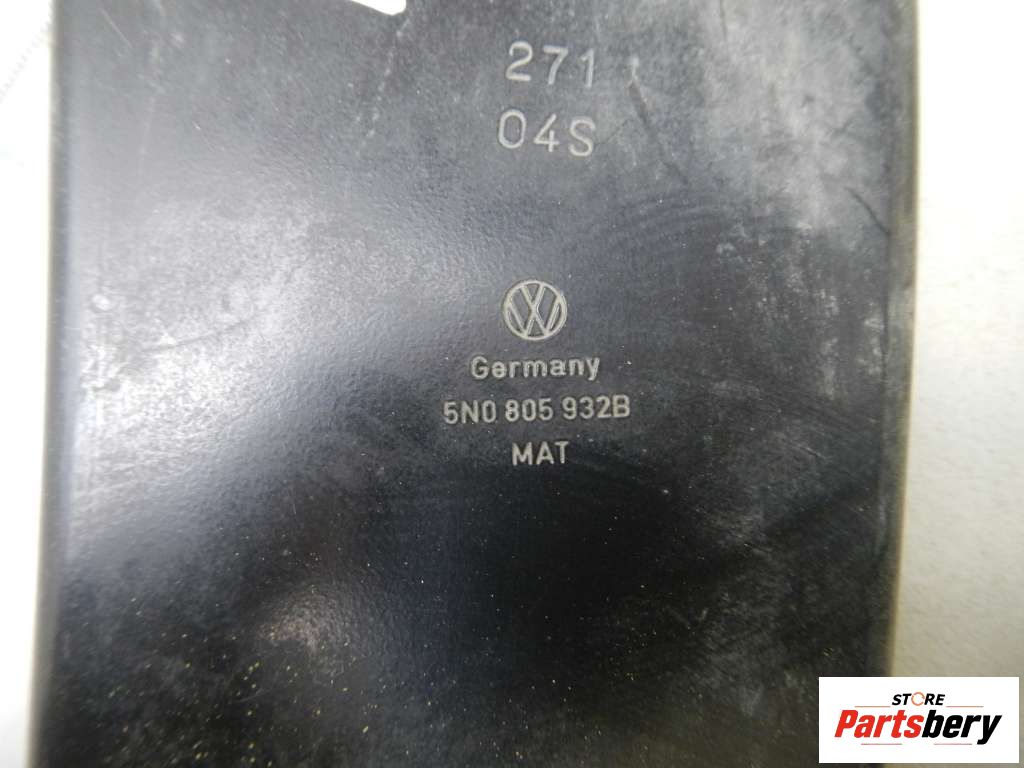 271
04S
Germany
5N0 805 932B
MAT
STORE
Partsbery